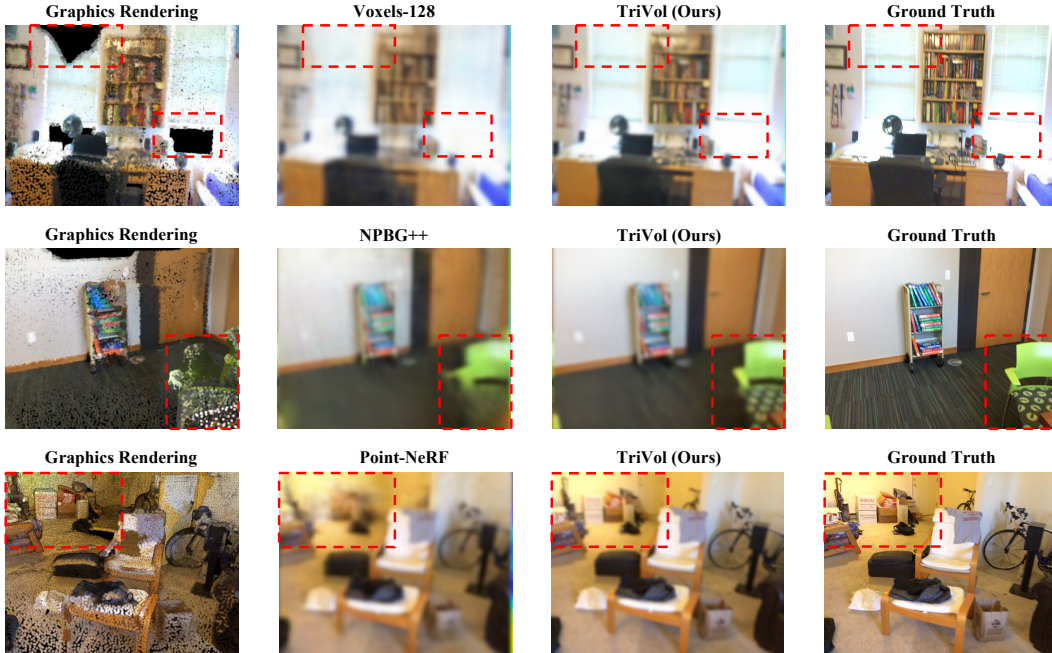 Graphics Rendering Voxels-128 TriVol (Ours) Ground Truth
Graphics Rendering NPBG++ TriVol (Ours) Ground Truth
Graphics Rendering Point-NeRF TriVol (Ours) Ground Truth